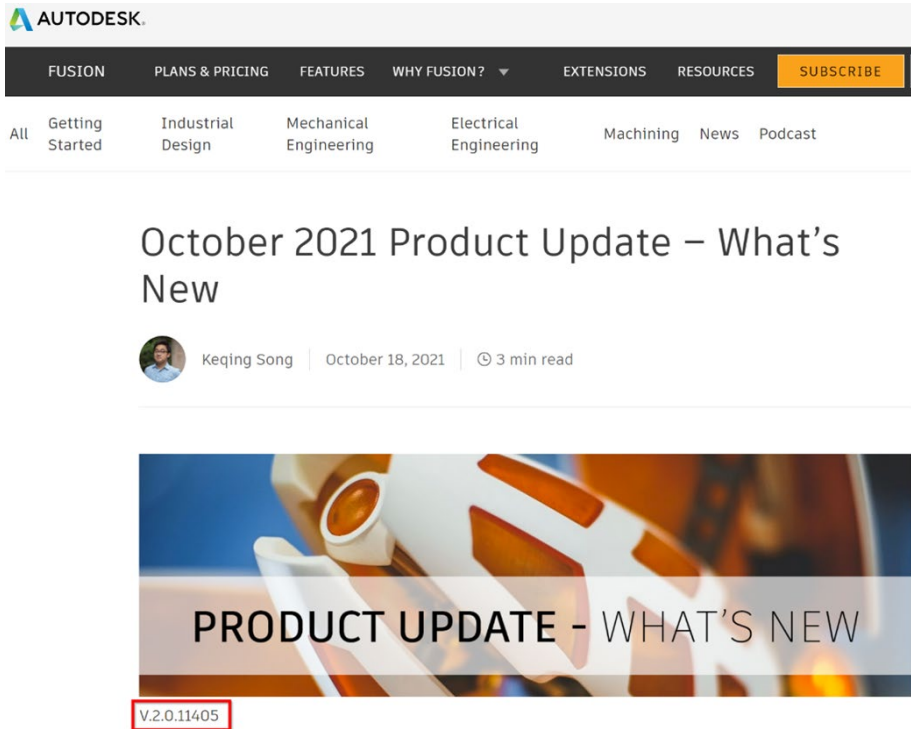 AUTODESK.
FUSION PLANS & PRICING FEATURES WHY FUSION? EXTENSIONS RESOURCES SUBSCRIBE
All Getting Started Industrial Design Mechanical Engineering Electrical Engineering Machining News Podcast
October 2021 Product Update – What's
New
Keqing Song October 18, 2021 3 min read
PRODUCT UPDATE - WHAT'S NEW
V.2.0.11405